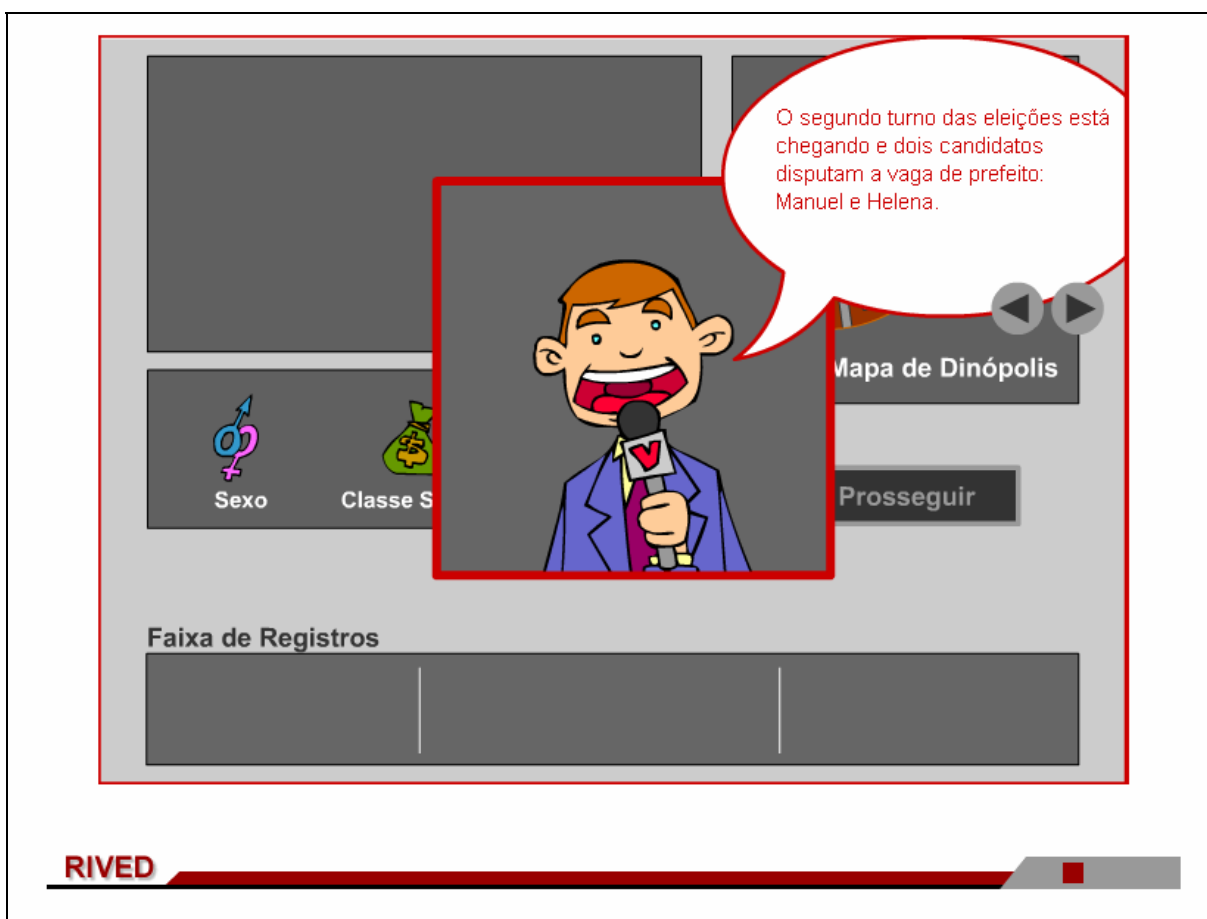 O segundo turno das eleições está
chegando e dois candidatos
disputam a vaga de prefeito:
Manuel e Helena.
Mapa de Dinópolis
$
Sexo
Classe S
V
Prosseguir
Faixa de Registros
RIVED